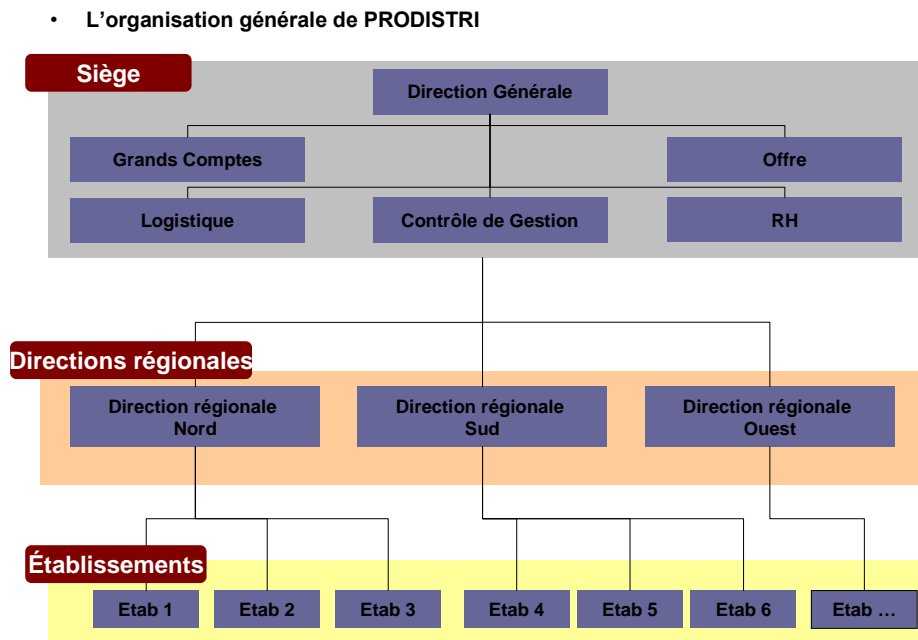 • L'organisation générale de PRODISTRI
Siège
Direction Générale
Grands Comptes
Offre
Logistique
Contrôle de Gestion
RH
Directions régionales
Direction régionale
Nord
Direction régionale
Sud
Direction régionale
Ouest
Établissements
Etab 1
Etab 2
Etab 3
Etab 4
Etab 5
Etab 6
Etab …